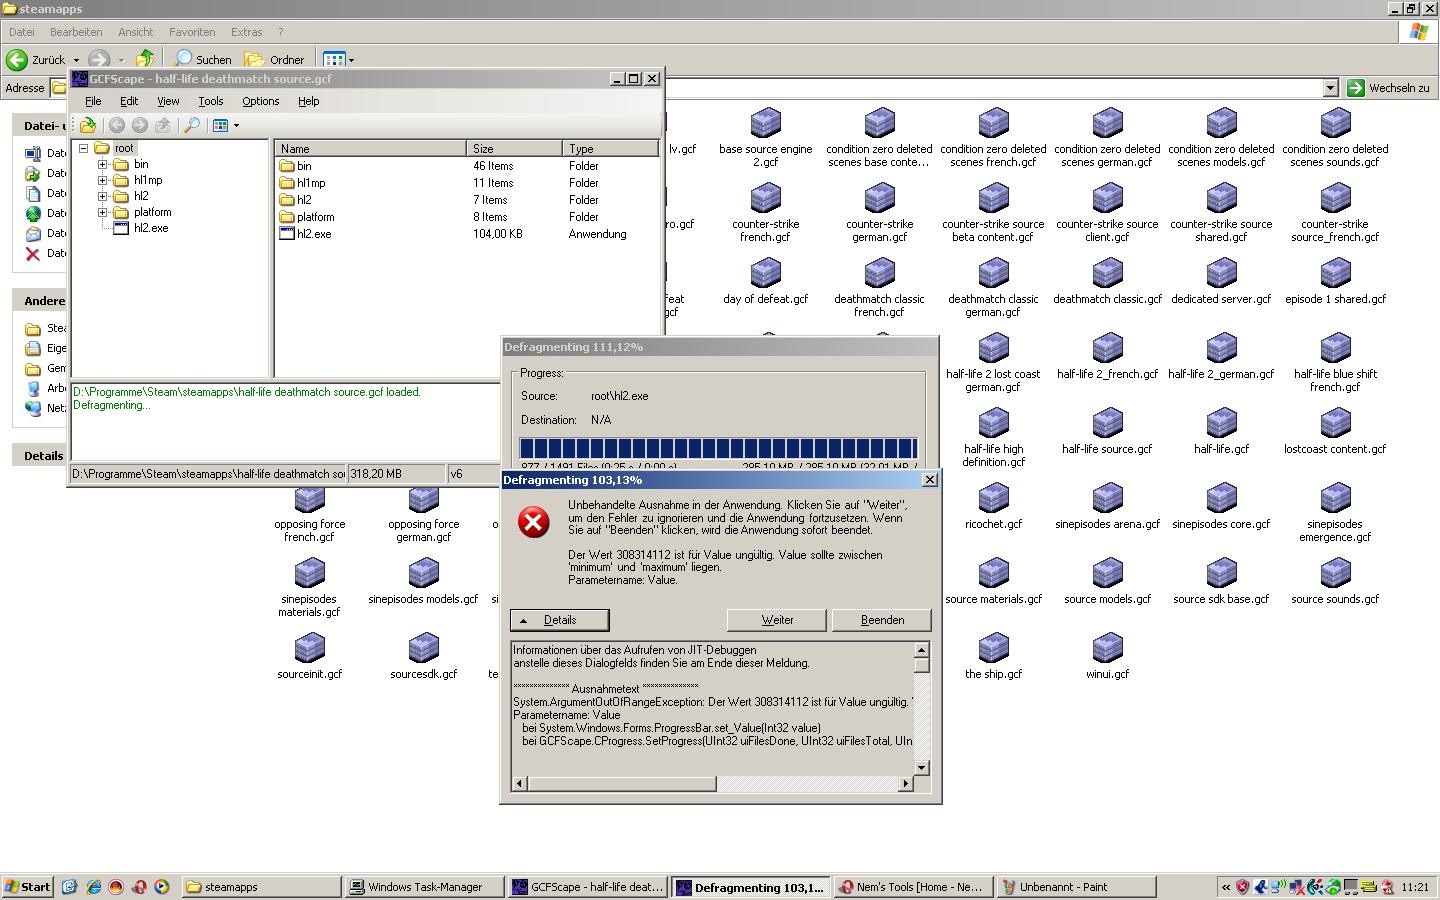 steamapps
Datei Bearbeiten Ansicht Favoriten Extras ?
Zurück Suchen Ordner
Adresse Wechseln zu
GCFScape - half-life deathmatch source.gcf
File Edit View Tools Options Help
root
bin
hl1mp
hl2
platform
hl2.exe
Name Size Type
bin 46 Items Folder
hl1mp 11 Items Folder
hl2 7 Items Folder
platform 8 Items Folder
hl2.exe 104,00 KB Anwendung
D:\Programme\Steam\steamapps\half-life deathmatch source.gcf loaded.
Defragmenting...
D:\Programme\Steam\steamapps\half-life deathmatch sou 318,20 MB v6
Datei- u
Date
Date
Date
Date
Date
Date
Andere
Stea
Eige
Gem
Arbe
Netz
Details
lv.gcf
base source engine
2.gcf
condition zero deleted
scenes base conte...
condition zero deleted
scenes french.gcf
condition zero deleted
scenes german.gcf
condition zero deleted
scenes models.gcf
condition zero deleted
scenes sounds.gcf
ro.gcf
counter-strike
french.gcf
counter-strike
german.gcf
counter-strike source
beta content.gcf
counter-strike source
client.gcf
counter-strike source
shared.gcf
counter-strike
source_french.gcf
feat
gcf
day of defeat.gcf
deathmatch classic
french.gcf
deathmatch classic
german.gcf
deathmatch classic.gcf
dedicated server.gcf
episode 1 shared.gcf
half-life 2 lost coast
german.gcf
half-life 2_french.gcf
half-life 2_german.gcf
half-life blue shift
french.gcf
half-life high
definition.gcf
half-life source.gcf
half-life.gcf
lostcoast content.gcf
opposing force
french.gcf
opposing force
german.gcf
ricochet.gcf
sinepisodes arena.gcf
sinepisodes core.gcf
sinepisodes
emergence.gcf
sinepisodes
materials.gcf
sinepisodes models.gcf
source materials.gcf
source models.gcf
source sdk base.gcf
source sounds.gcf
sourceinit.gcf
sourcesdk.gcf
the ship.gcf
winui.gcf
Defragmenting 111,12%
Progress:
Source: root\hl2.exe
Destination: N/A
877 / 1491 Files (0:25 s / 0:00 s) 285,10 MB / 285,10 MB (32,01 MB /
Defragmenting 103,13%
Unbehandelte Ausnahme in der Anwendung. Klicken Sie auf "Weiter",
um den Fehler zu ignorieren und die Anwendung fortzusetzen. Wenn
Sie auf "Beenden" klicken, wird die Anwendung sofort beendet.
Der Wert 308314112 ist für Value ungültig. Value sollte zwischen
'minimum' und 'maximum' liegen.
Parametername: Value.
Details Weiter Beenden
Informationen über das Aufrufen von JIT-Debuggen
anstelle dieses Dialogfelds finden Sie am Ende dieser Meldung.
************** Ausnahmetext **************
System.ArgumentOutOfRangeException: Der Wert 308314112 ist für Value ungültig. '
Parametername: Value
bei System.Windows.Forms.ProgressBar.set_Value(Int32 value)
bei GCFScape.CProgress.SetProgress(UInt32 uiFilesDone, UInt32 uiFilesTotal, UIn
Start steamapps Windows Task-Manager GCFScape - half-life deat... Defragmenting 103,1... Nem's Tools [Home - Ne... Unbenannt - Paint « 11:21